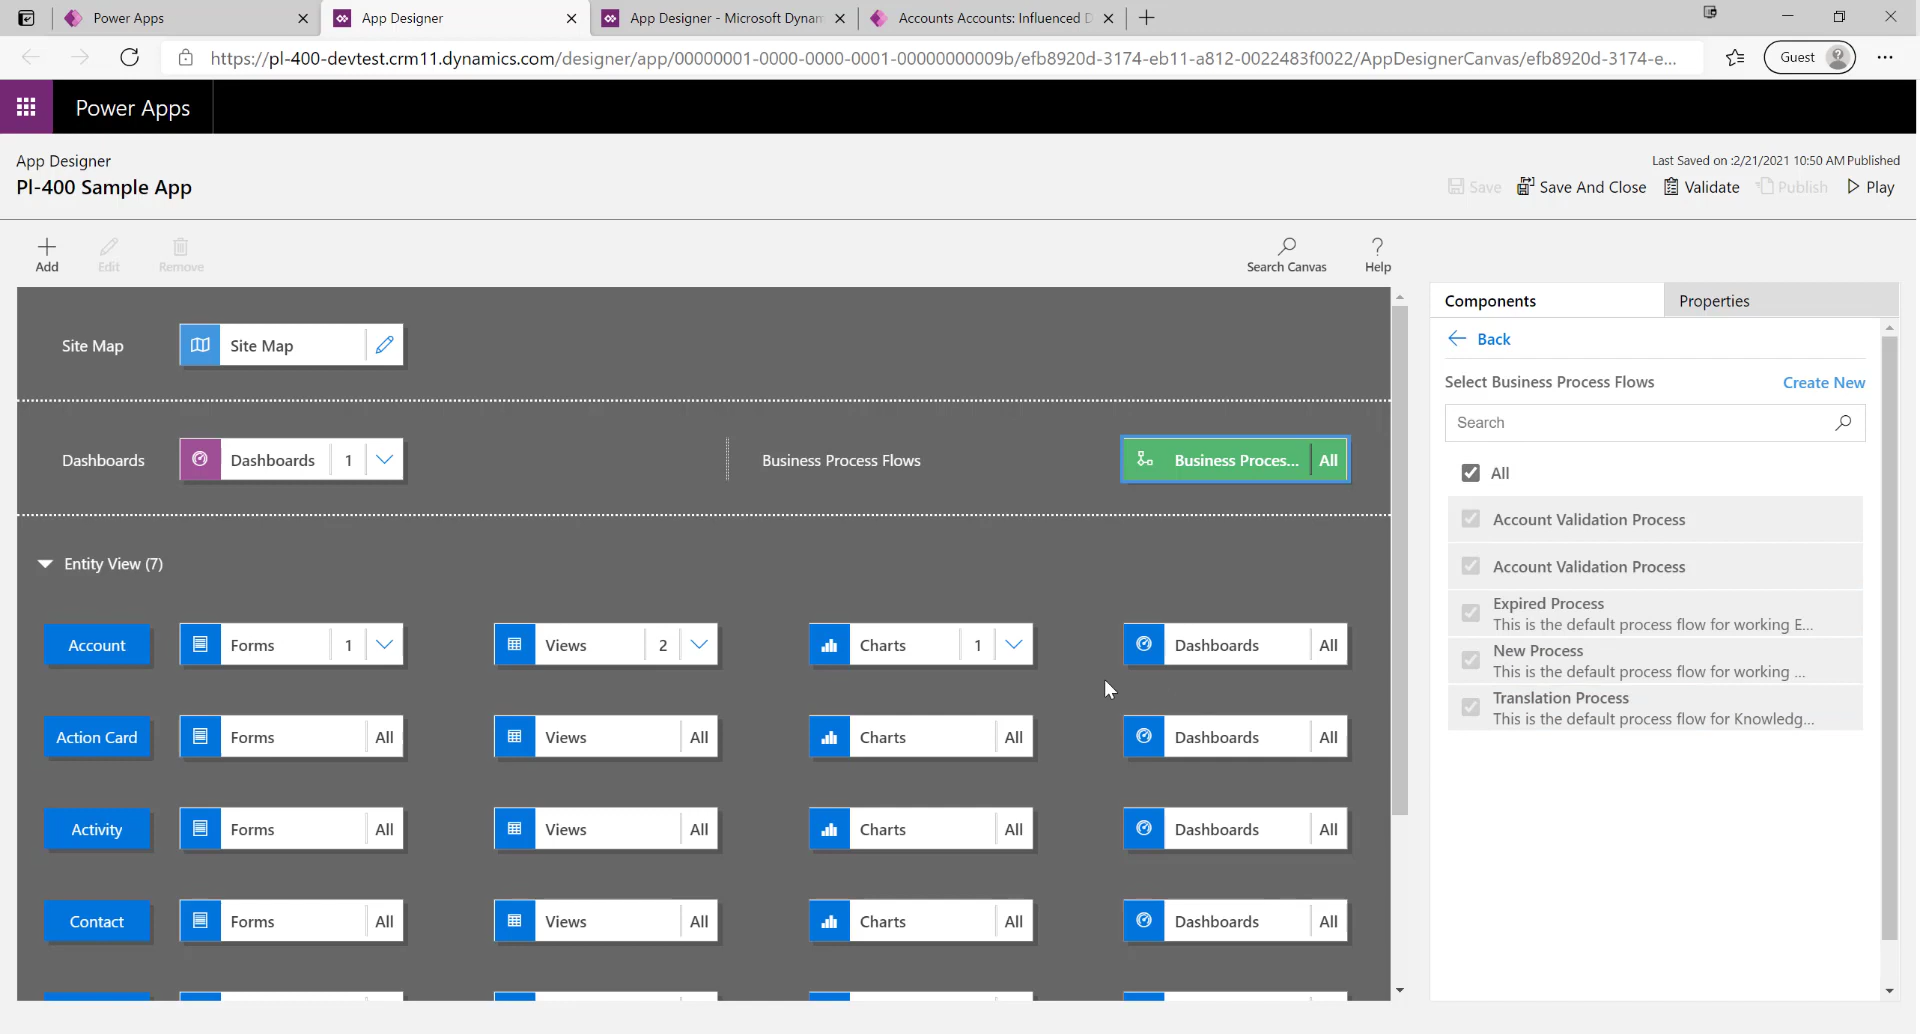 Power Apps
App Designer
App Designer - Microsoft Dynam
Accounts Accounts: Influenced D
https://pl-400-devtest.crm11.dynamics.com/designer/app/00000001-0000-0000-0001-00000000009b/efb8920d-3174-eb11-a812-0022483f0022/AppDesignerCanvas/efb8920d-3174-e...
Guest
Power Apps
App Designer
Pl-400 Sample App
Last Saved on :2/21/2021 10:50 AM Published
Save
Save And Close
Validate
Publish
Play
Add
Edit
Remove
Search Canvas
Help
Site Map
Site Map
Dashboards
Dashboards 1
Business Process Flows
Business Proces... All
Entity View (7)
Account
Forms 1
Views 2
Charts 1
Dashboards All
Action Card
Forms All
Views All
Charts All
Dashboards All
Activity
Forms All
Views All
Charts All
Dashboards All
Contact
Forms All
Views All
Charts All
Dashboards All
Components
Properties
Back
Select Business Process Flows
Create New
Search
All
Account Validation Process
Account Validation Process
Expired Process
This is the default process flow for working E...
New Process
This is the default process flow for working ...
Translation Process
This is the default process flow for Knowledg...